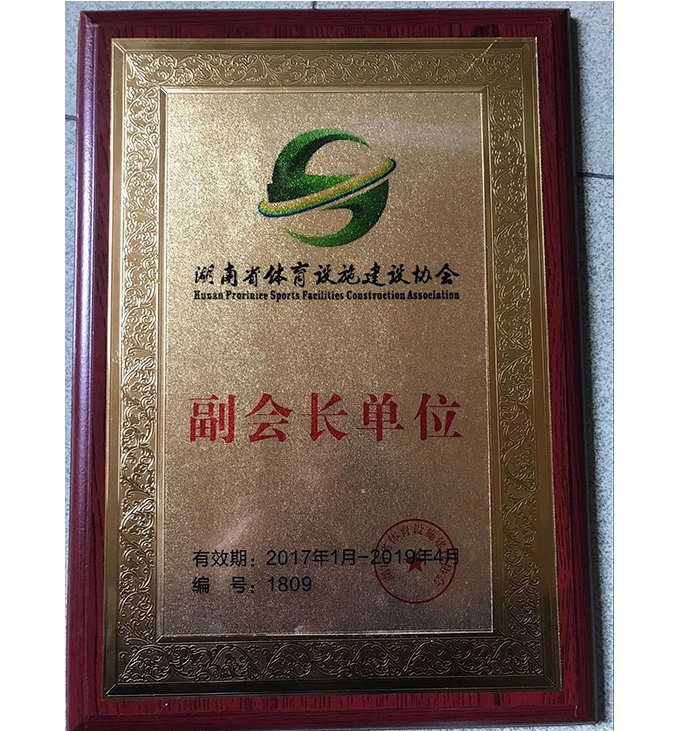 湖南省体育设施建设协会
Hunan Prorinice Sports Facilities Construction Association
副会长单位
有效期：2017年1月-2019年4月
编 号：1809